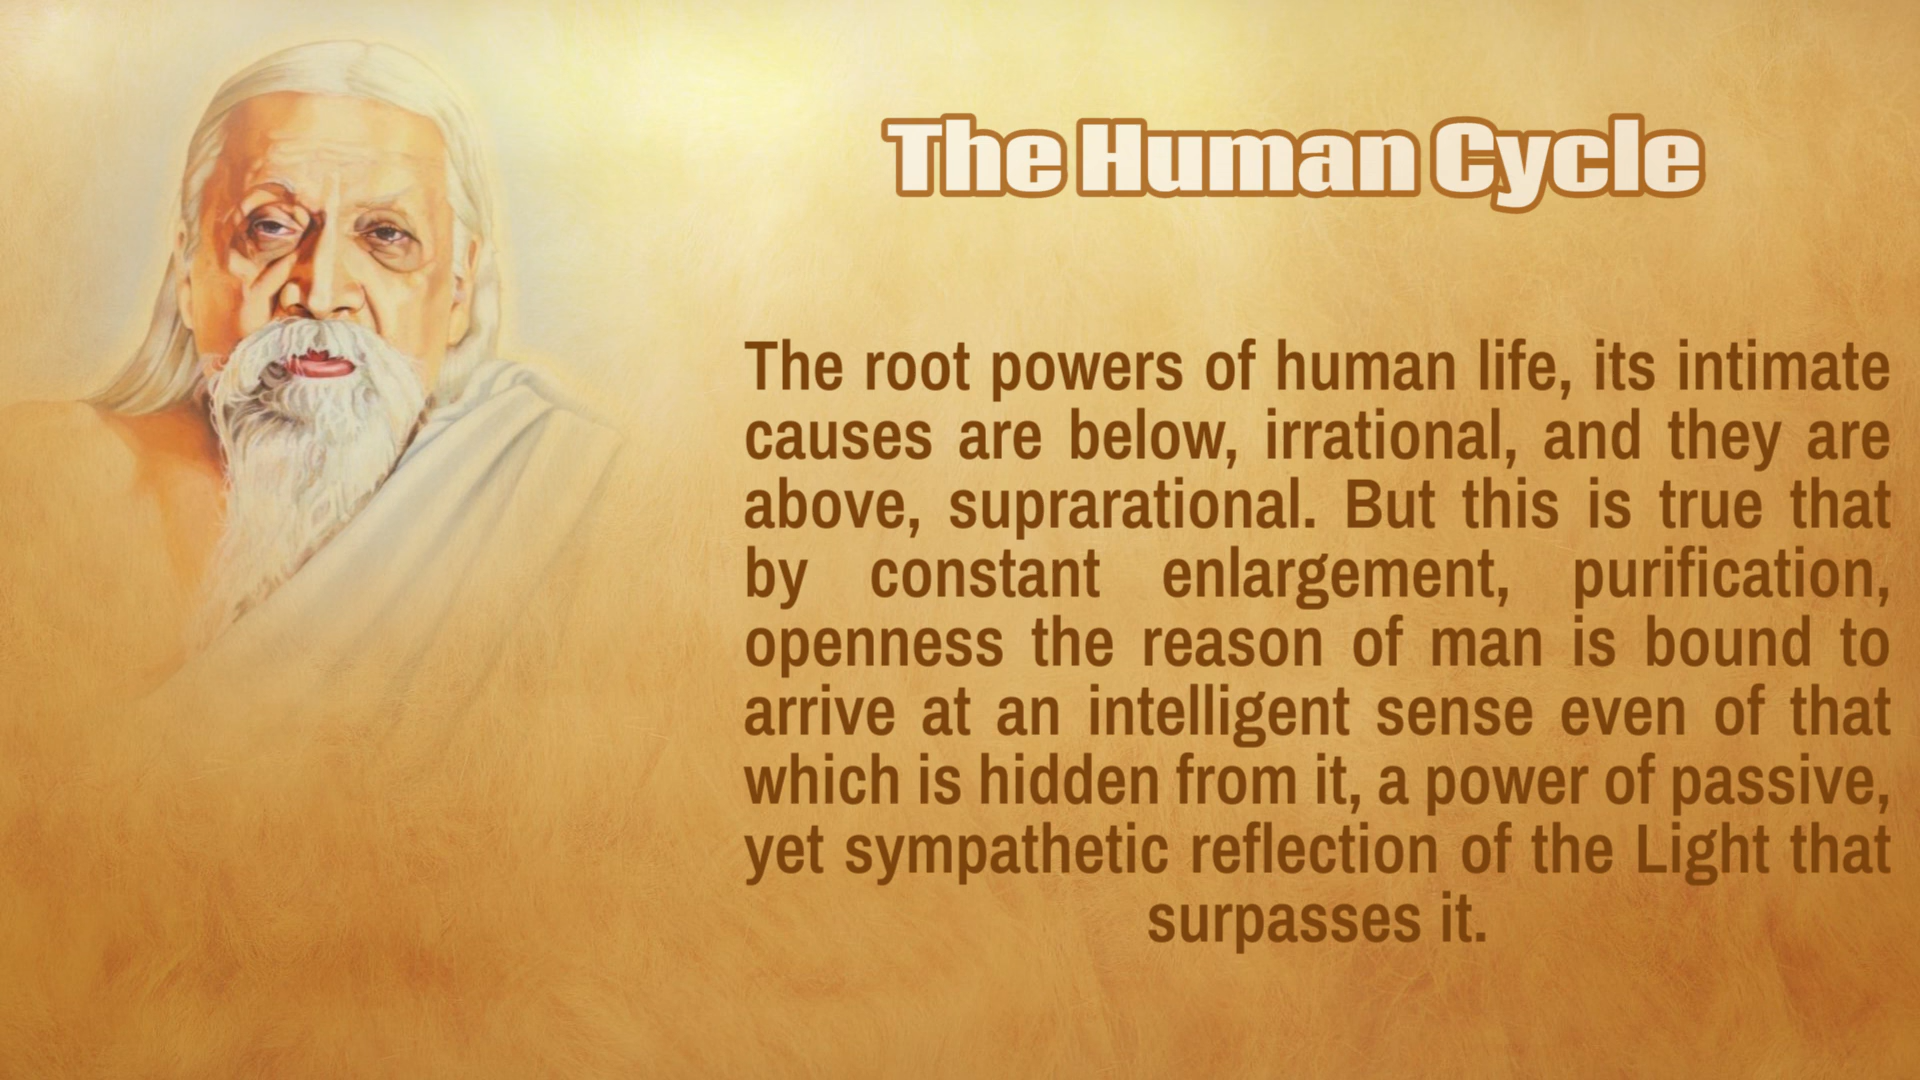 The Human Cycle
The root powers of human life, its intimate
causes are below, irrational, and they are
above, suprarational. But this is true that
by constant enlargement, purification,
openness the reason of man is bound to
arrive at an intelligent sense even of that
which is hidden from it, a power of passive,
yet sympathetic reflection of the Light that
surpasses it.